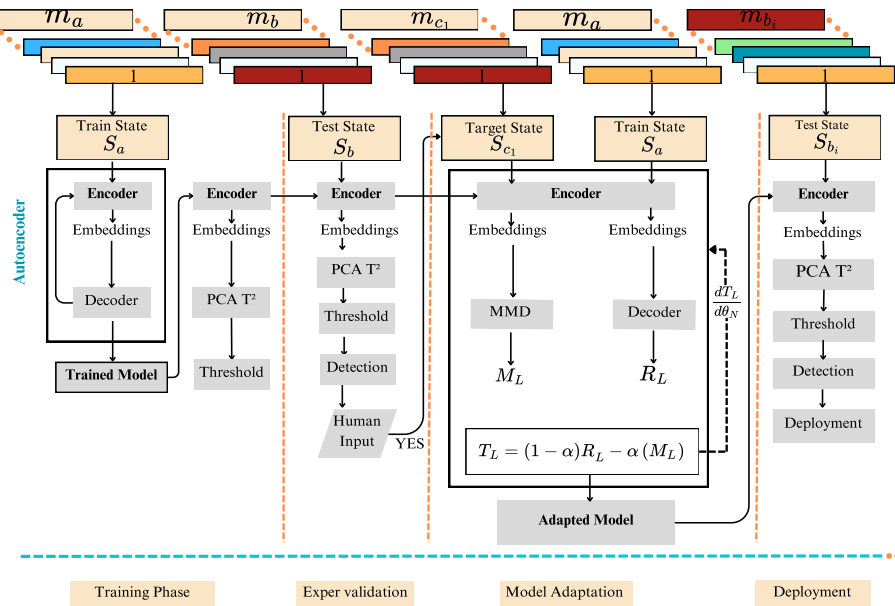 m_a
m_b
m_{c_1}
m_a
m_{b_i}
1
1
1
1
1
Train State
S_a
Test State
S_b
Target State
S_{c_1}
Train State
S_a
Test State
S_{b_i}
Autoencoder
Encoder
Embeddings
Decoder
Trained Model
Encoder
Embeddings
PCA T²
Threshold
Encoder
Embeddings
PCA T²
Threshold
Detection
Human
Input
YES
Encoder
Embeddings
MMD
M_L
Embeddings
Decoder
R_L
T_L = (1 − α)R_L − α (M_L)
dT_L
dθ_N
Adapted Model
Encoder
Embeddings
PCA T²
Threshold
Detection
Deployment
Training Phase
Exper validation
Model Adaptation
Deployment